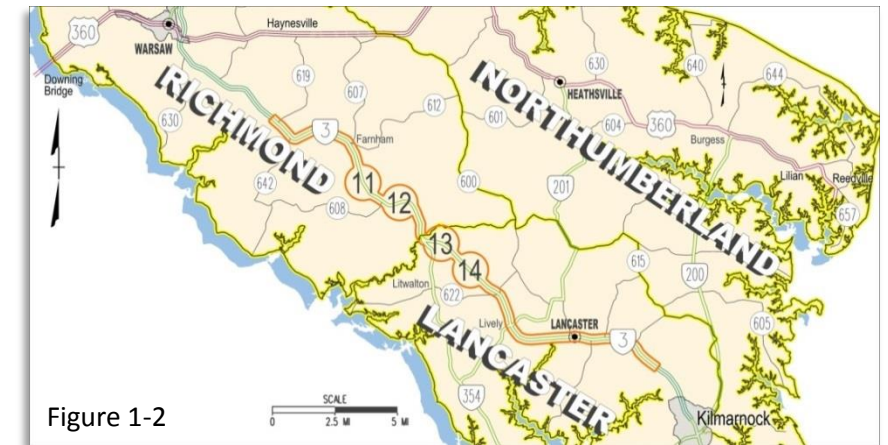 360
Haynesville
WARSAW
Downing
Bridge
619
607
630
RICHMOND
3
Farnham
612
601
630
640
644
HEATHSVILLE
NORTHUMBERLAND
604
360
Burgess
Lilian
Reedville
657
642
608
11
12
600
201
13
14
Litwalton
622
615
200
605
Lively
LANCASTER
3
LANCASTER
354
Kilmarnock
SCALE
0 2.5 MI 5 MI
Figure 1-2